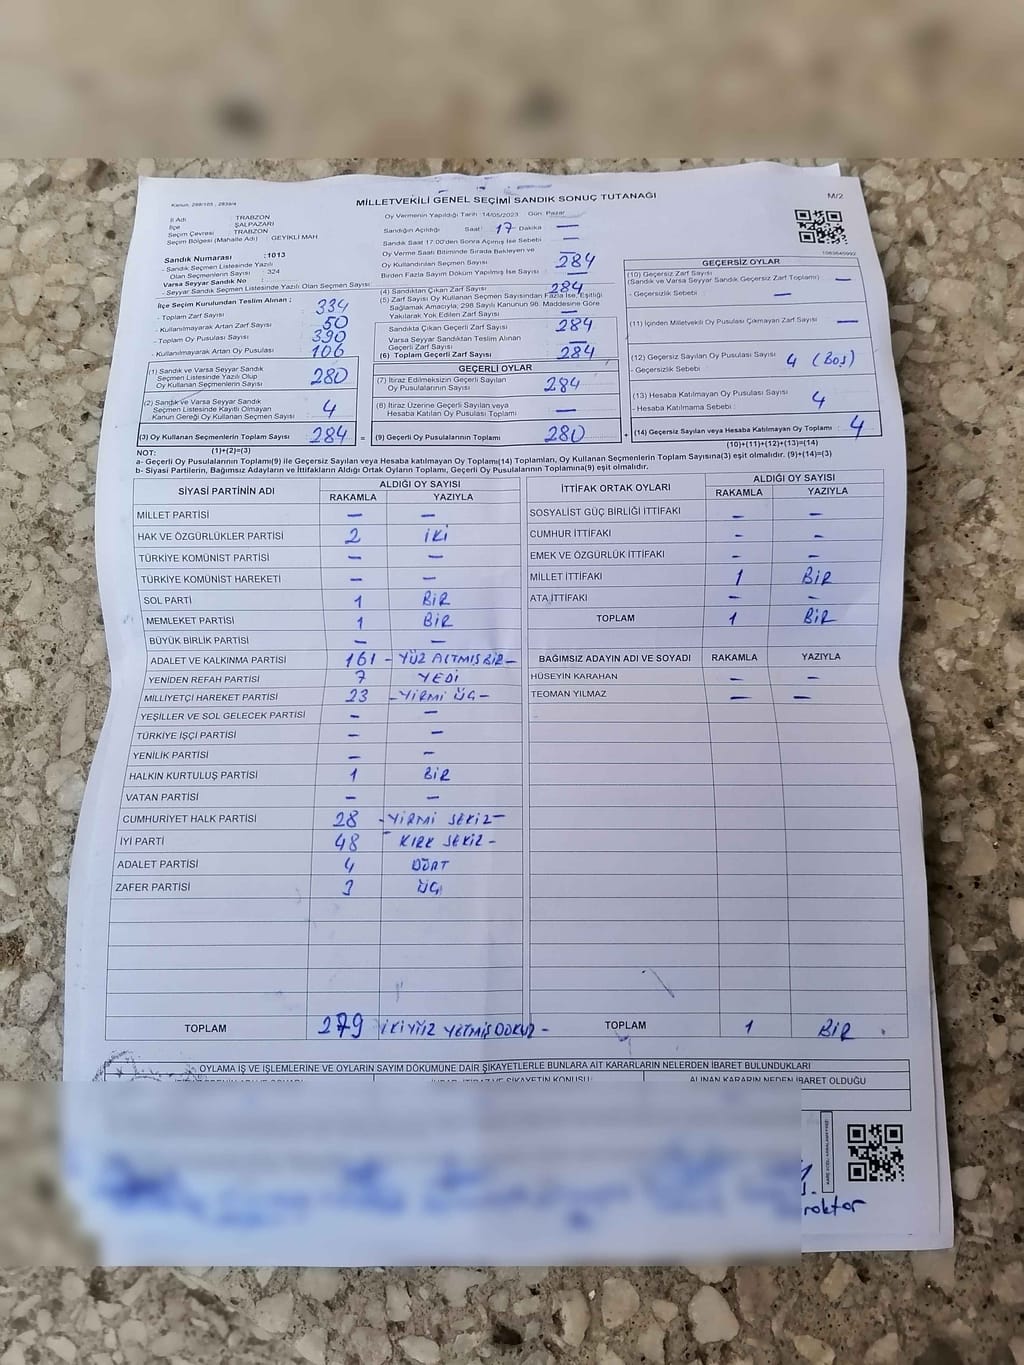 Kanun, 298/105 , 2839/4
MİLLETVEKİLİ GENEL SEÇİMİ SANDIK SONUÇ TUTANAĞI
M/2
İl Adı : TRABZON
İlçe : ŞALPAZARI
Seçim Çevresi : TRABZON
Seçim Bölgesi (Mahalle Adı) : GEYİKLİ MAH
Sandık Numarası :1013
- Sandık Seçmen Listesinde Yazılı
Olan Seçmenlerin Sayısı : 324
Varsa Seyyar Sandık No :
- Seyyar Sandık Seçmen Listesinde Yazılı Olan Seçmen Sayısı:
İlçe Seçim Kurulundan Teslim Alınan ;
- Toplam Zarf Sayısı : 334
- Kullanılmayarak Artan Zarf Sayısı : 50
- Toplam Oy Pusulası Sayısı : 390
- Kullanılmayarak Artan Oy Pusulası : 106
(1) Sandık ve Varsa Seyyar Sandık
Seçmen Listesinde Yazılı Olup
Oy Kullanan Seçmenlerin Sayısı : 280
(2) Sandık ve Varsa Seyyar Sandık
Seçmen Listesinde Kayıtlı Olmayan
Kanun Gereği Oy Kullanan Seçmen Sayısı : 4
(3) Oy Kullanan Seçmenlerin Toplam Sayısı : 284 =
(1)+(2)=(3)
Oy Vermenin Yapıldığı Tarih :14/05/2023 Gün: Pazar
Sandığın Açıldığı Saat: 17 Dakika —
Sandık Saat 17:00'den Sonra Açılmış İse Sebebi —
Oy Verme Saati Bitiminde Sırada Bekleyen ve
Oy Kullandırılan Seçmen Sayısı : 284
Birden Fazla Sayım Döküm Yapılmış İse Sayısı : —
(4) Sandıktan Çıkan Zarf Sayısı : 284
(5) Zarf Sayısı Oy Kullanan Seçmen Sayısından Fazla İse, Eşitliği
Sağlamak Amacıyla, 298 Sayılı Kanunun 98. Maddesine Göre
Yakılarak Yok Edilen Zarf Sayısı : —
Sandıkta Çıkan Geçerli Zarf Sayısı : 284
Varsa Seyyar Sandıktan Teslim Alınan
Geçerli Zarf Sayısı : —
(6) Toplam Geçerli Zarf Sayısı : 284
GEÇERLİ OYLAR
(7) İtiraz Edilmeksizin Geçerli Sayılan
Oy Pusulalarının Sayısı : 284
(8) İtiraz Üzerine Geçerli Sayılan veya
Hesaba Katılan Oy Pusulası Toplamı : —
(9) Geçerli Oy Pusulalarının Toplamı : 280 +
1063645992
GEÇERSİZ OYLAR
(10) Geçersiz Zarf Sayısı
(Sandık ve Varsa Seyyar Sandık Geçersiz Zarf Toplamı) : —
- Geçersizlik Sebebi : —
(11) İçinden Milletvekili Oy Pusulası Çıkmayan Zarf Sayısı : —
(12) Geçersiz Sayılan Oy Pusulası Sayısı : 4 (Boş)
- Geçersizlik Sebebi :
(13) Hesaba Katılmayan Oy Pusulası Sayısı : 4
- Hesaba Katılmama Sebebi :
(14) Geçersiz Sayılan veya Hesaba Katılmayan Oy Toplamı : 4
(10)+(11)+(12)+(13)=(14)
NOT:
a- Geçerli Oy Pusulalarının Toplamı(9) ile Geçersiz Sayılan veya Hesaba katılmayan Oy Toplamı(14) Toplamları, Oy Kullanan Seçmenlerin Toplam Sayısına(3) eşit olmalıdır. (9)+(14)=(3)
b- Siyasi Partilerin, Bağımsız Adayların ve İttifakların Aldığı Ortak Oyların Toplamı, Geçerli Oy Pusulalarının Toplamına(9) eşit olmalıdır.
SİYASİ PARTİNİN ADI ALDIĞI OY SAYISI
RAKAMLA YAZIYLA
MİLLET PARTİSİ — —
HAK VE ÖZGÜRLÜKLER PARTİSİ 2 İKİ
TÜRKİYE KOMÜNİST PARTİSİ — —
TÜRKİYE KOMÜNİST HAREKETİ — —
SOL PARTİ 1 BİR
MEMLEKET PARTİSİ 1 BİR
BÜYÜK BİRLİK PARTİSİ — —
ADALET VE KALKINMA PARTİSİ 161 - YÜZ ALTMIŞ BİR -
YENİDEN REFAH PARTİSİ 7 YEDİ
MİLLİYETÇİ HAREKET PARTİSİ 23 - YİRMİ ÜÇ -
YEŞİLLER VE SOL GELECEK PARTİSİ — —
TÜRKİYE İŞÇİ PARTİSİ — —
YENİLİK PARTİSİ — —
HALKIN KURTULUŞ PARTİSİ 1 BİR
VATAN PARTİSİ — —
CUMHURİYET HALK PARTİSİ 28 - YİRMİ SEKİZ -
İYİ PARTİ 48 - KIRK SEKİZ -
ADALET PARTİSİ 4 DÖRT
ZAFER PARTİSİ 3 ÜÇ
TOPLAM 279 İKİYÜZ YETMİŞ DOKUZ -
İTTİFAK ORTAK OYLARI ALDIĞI OY SAYISI
RAKAMLA YAZIYLA
SOSYALİST GÜÇ BİRLİĞİ İTTİFAKI — —
CUMHUR İTTİFAKI — —
EMEK VE ÖZGÜRLÜK İTTİFAKI — —
MİLLET İTTİFAKI 1 BİR
ATA İTTİFAKI — —
TOPLAM 1 BİR
BAĞIMSIZ ADAYIN ADI VE SOYADI RAKAMLA YAZIYLA
HÜSEYİN KARAHAN — —
TEOMAN YILMAZ — —
TOPLAM 1 BİR
OYLAMA İŞ VE İŞLEMLERİNE VE OYLARIN SAYIM DÖKÜMÜNE DAİR ŞİKAYETLERLE BUNLARA AİT KARARLARIN NELERDEN İBARET BULUNDUKLARI
ALINAN KARARIN NEDEN İBARET OLDUĞU